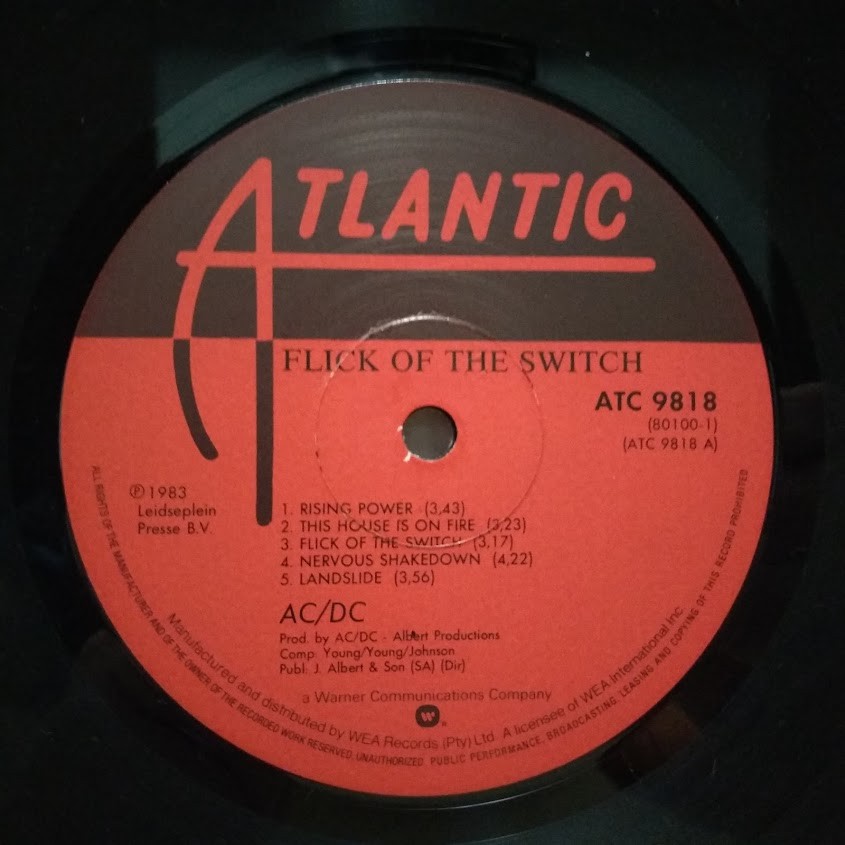 ATLANTIC
FLICK OF THE SWITCH
ATC 9818
(80100-1)
(ATC 9818 A)
℗ 1983
Leidseplein
Presse B.V.
1. RISING POWER (3,43)
2. THIS HOUSE IS ON FIRE (3,23)
3. FLICK OF THE SWITCH (3,17)
4. NERVOUS SHAKEDOWN (4,22)
5. LANDSLIDE (3,56)
AC/DC
Prod. by AC/DC - Albert Productions
Comp: Young/Young/Johnson
Publ: J. Albert & Son (SA) (Dir)
a Warner Communications Company
W
Manufactured and distributed by WEA Records (Pty) Ltd. A licensee of WEA International Inc.
ALL RIGHTS OF THE MANUFACTURER AND OF THE OWNER OF THE RECORDED WORK RESERVED. UNAUTHORIZED PUBLIC PERFORMANCE, BROADCASTING, LEASING AND COPYING OF THIS RECORD PROHIBITED